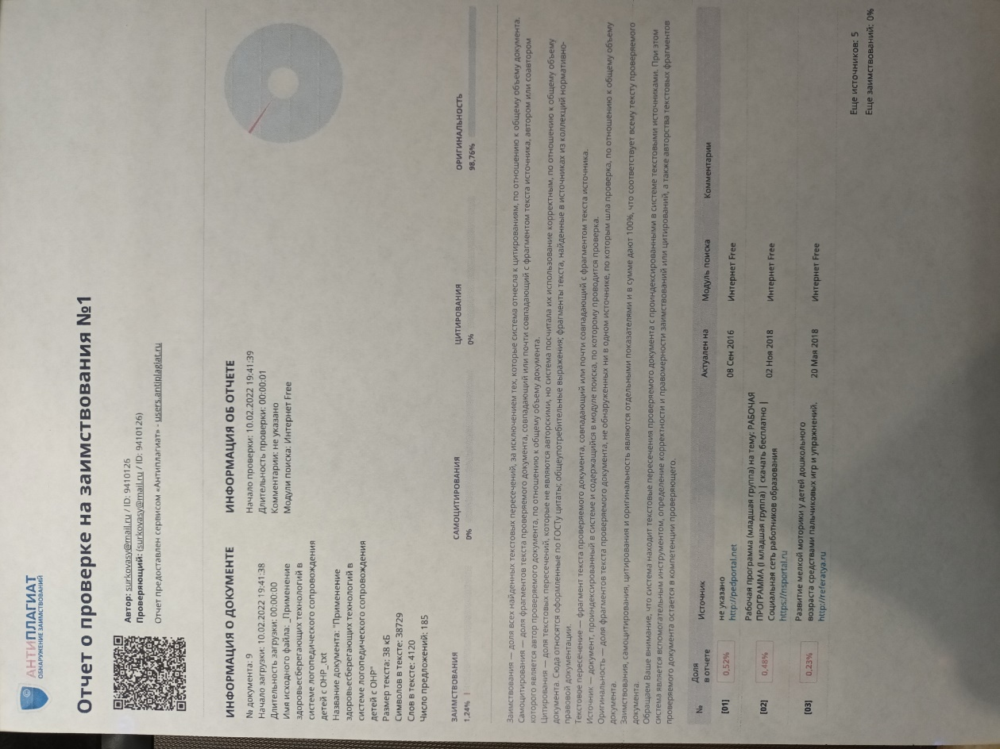 АНТИПЛАГИАТ
ОБНАРУЖЕНИЕ ЗАИМСТВОВАНИЙ
Отчет о проверке на заимствования №1
Автор: surkovasy@mail.ru / ID: 9410126
Проверяющий: (surkovasy@mail.ru / ID: 9410126)
Отчет предоставлен сервисом «Антиплагиат» - users.antiplagiat.ru
ИНФОРМАЦИЯ О ДОКУМЕНТЕ
№ документа: 9
Начало загрузки: 10.02.2022 19:41:38
Длительность загрузки: 00:00:00
Имя исходного файла: _Применение
здоровьесберегающих технологий в
системе логопедического сопровождения
детей с ОНР_.txt
Название документа: "Применение
здоровьесберегающих технологий в
системе логопедического сопровождения
детей с ОНР"
Размер текста: 38 кБ
Символов в тексте: 38729
Слов в тексте: 4120
Число предложений: 185
ИНФОРМАЦИЯ ОБ ОТЧЕТЕ
Начало проверки: 10.02.2022 19:41:39
Длительность проверки: 00:00:01
Комментарии: не указано
Модули поиска: Интернет Free
ЗАИМСТВОВАНИЯ
1,24%
САМОЦИТИРОВАНИЯ
0%
ЦИТИРОВАНИЯ
0%
ОРИГИНАЛЬНОСТЬ
98,76%
Заимствования — доля всех найденных текстовых пересечений, за исключением тех, которые система отнесла к цитированиям, по отношению к общему объему документа.
Самоцитирования — доля фрагментов текста проверяемого документа, совпадающий или почти совпадающий с фрагментом текста источника, автором или соавтором
которого является автор проверяемого документа, по отношению к общему объему документа.
Цитирования — доля текстовых пересечений, которые не являются авторскими, но система посчитала их использование корректным, по отношению к общему объему
документа. Сюда относятся оформленные по ГОСТу цитаты; общеупотребительные выражения; фрагменты текста, найденные в источниках из коллекций нормативно-
правовой документации.
Текстовое пересечение — фрагмент текста проверяемого документа, совпадающий или почти совпадающий с фрагментом текста источника.
Источник — документ, проиндексированный в системе и содержащийся в модуле поиска, по которому проводится проверка.
Оригинальность — доля фрагментов текста проверяемого документа, не обнаруженных ни в одном источнике, по которым шла проверка, по отношению к общему объему
документа.
Заимствования, самоцитирования, цитирования и оригинальность являются отдельными показателями и в сумме дают 100%, что соответствует всему тексту проверяемого
документа.
Обращаем Ваше внимание, что система находит текстовые пересечения проверяемого документа с проиндексированными в системе текстовыми источниками. При этом
система является вспомогательным инструментом, определение корректности и правомерности заимствований или цитирований, а также авторства текстовых фрагментов
проверяемого документа остается в компетенции проверяющего.
№ Доля в отчете Источник Актуален на Модуль поиска Комментарии
[01] 0,52% не указано 08 Сен 2016 Интернет Free
http://pedportal.net
[02] 0,48% Рабочая программа (младшая группа) на тему: РАБОЧАЯ
ПРОГРАММА (I младшая группа) | скачать бесплатно | 02 Ноя 2018 Интернет Free
Социальная сеть работников образования
https://nsportal.ru
[03] 0,23% Развитие мелкой моторики у детей дошкольного
возраста средствами пальчиковых игр и упражнений. 20 Мая 2018 Интернет Free
http://referatya.ru
Еще источников: 5
Еще заимствований: 0%